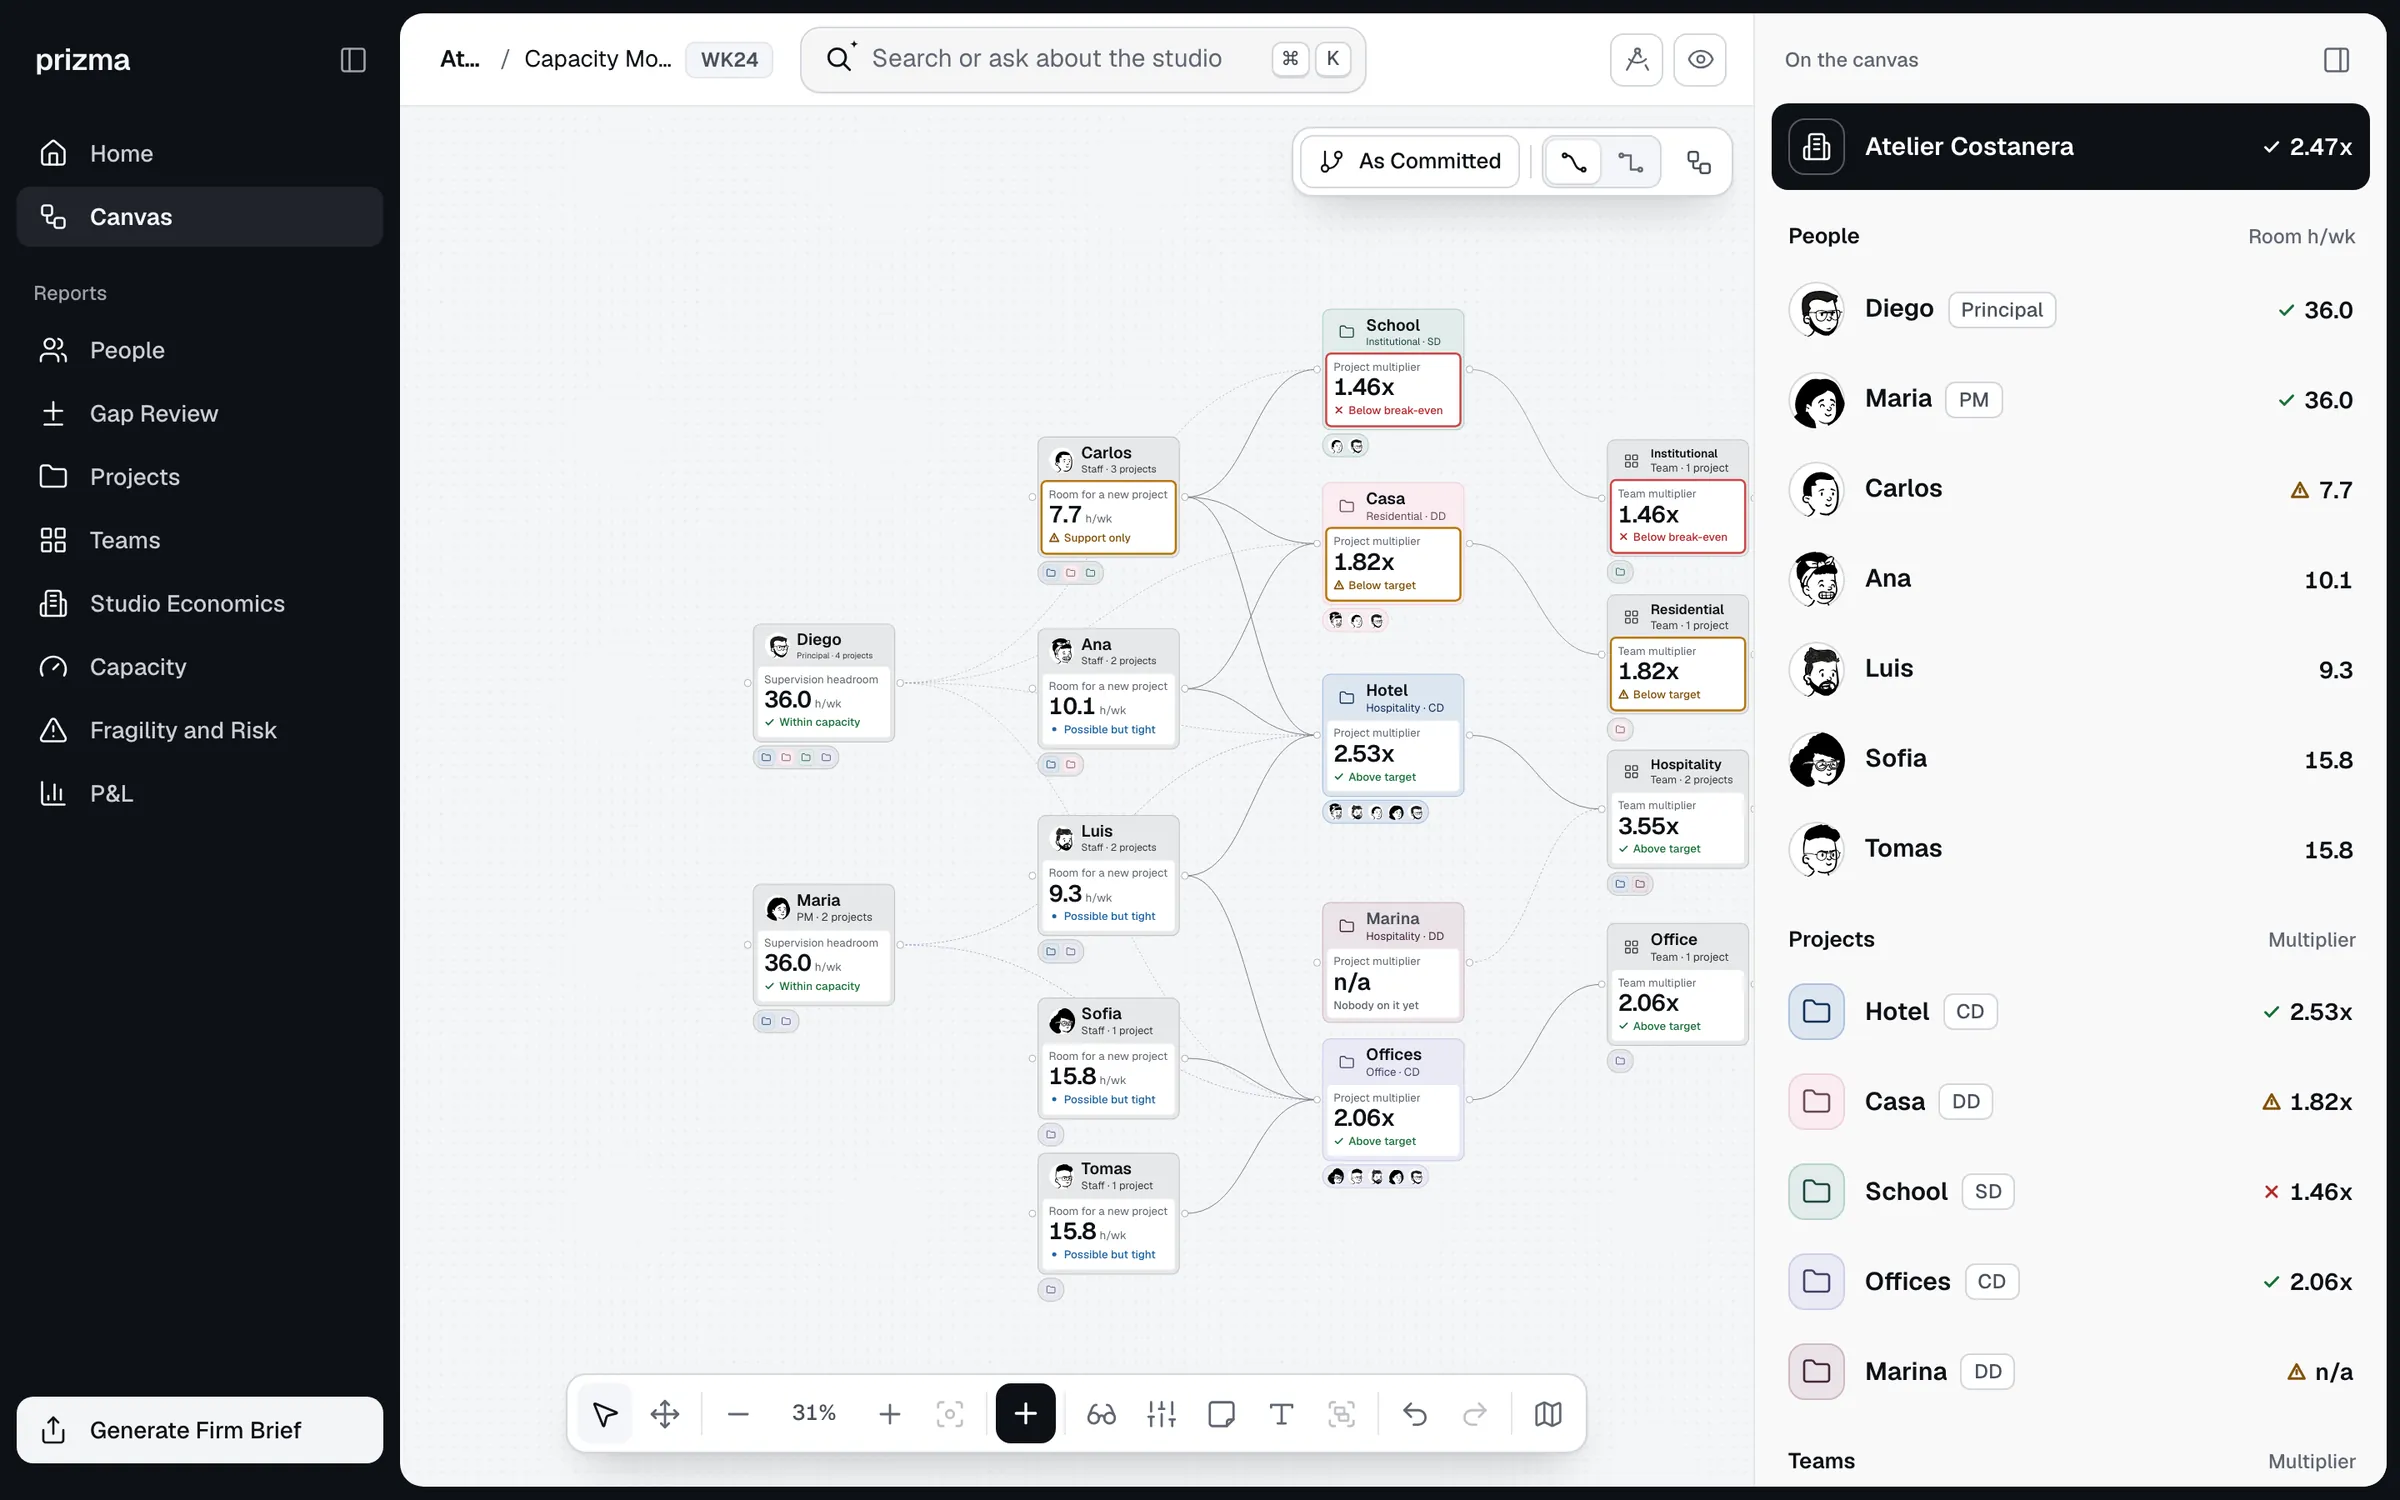 prizma
Home
Canvas
Reports
People
Gap Review
Projects
Teams
Studio Economics
Capacity
Fragility and Risk
P&L
Generate Firm Brief
At... / Capacity Mo... WK24
Search or ask about the studio ⌘ K
As Committed
Diego
Principal · 4 projects
Supervision headroom
36.0 h/wk
Within capacity
Maria
PM · 2 projects
Supervision headroom
36.0 h/wk
Within capacity
Carlos
Staff · 3 projects
Room for a new project
7.7 h/wk
Support only
Ana
Staff · 2 projects
Room for a new project
10.1 h/wk
Possible but tight
Luis
Staff · 2 projects
Room for a new project
9.3 h/wk
Possible but tight
Sofia
Staff · 1 project
Room for a new project
15.8 h/wk
Possible but tight
Tomas
Staff · 1 project
Room for a new project
15.8 h/wk
Possible but tight
School
Institutional · SD
Project multiplier
1.46x
Below break-even
Casa
Residential · DD
Project multiplier
1.82x
Below target
Hotel
Hospitality · CD
Project multiplier
2.53x
Above target
Marina
Hospitality · DD
Project multiplier
n/a
Nobody on it yet
Offices
Office · CD
Project multiplier
2.06x
Above target
Institutional
Team · 1 project
Team multiplier
1.46x
Below break-even
Residential
Team · 1 project
Team multiplier
1.82x
Below target
Hospitality
Team · 2 projects
Team multiplier
3.55x
Above target
Office
Team · 1 project
Team multiplier
2.06x
Above target
31%
On the canvas
Atelier Costanera 2.47x
People Room h/wk
Diego Principal 36.0
Maria PM 36.0
Carlos 7.7
Ana 10.1
Luis 9.3
Sofia 15.8
Tomas 15.8
Projects Multiplier
Hotel CD 2.53x
Casa DD 1.82x
School SD 1.46x
Offices CD 2.06x
Marina DD n/a
Teams Multiplier